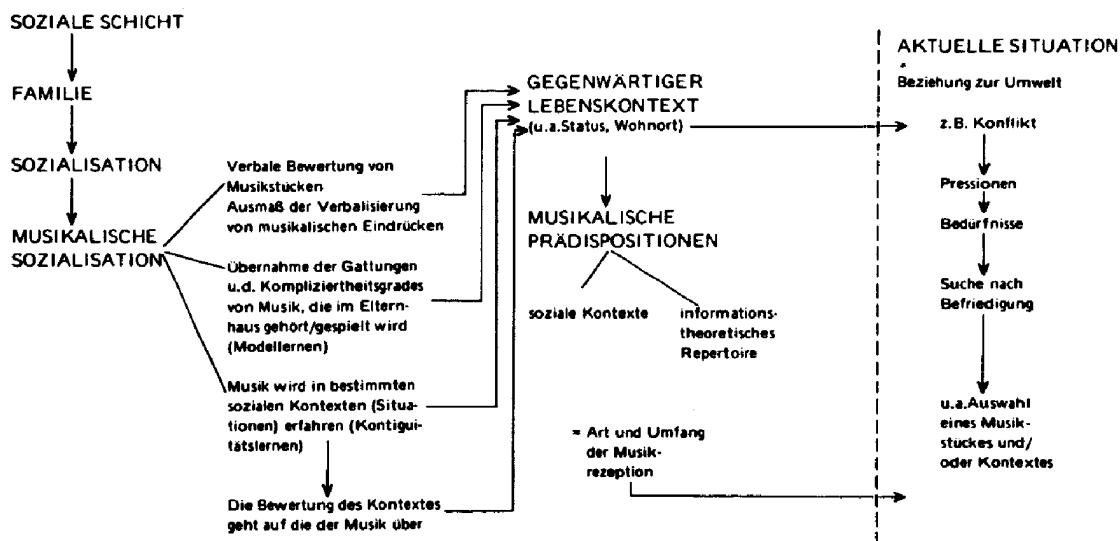 SOZIALE SCHICHT
FAMILIE
SOZIALISATION
MUSIKALISCHE
SOZIALISATION
Verbale Bewertung von
Musikstücken
Ausmaß der Verbalisierung
von musikalischen Eindrücken
Übernahme der Gattungen
u.d. Kompliziertheitsgrades
von Musik, die im Eltern-
haus gehört/gespielt wird
(Modellernen)
Musik wird in bestimmten
sozialen Kontexten (Situa-
tionen) erfahren (Kontigui-
tätslernen)
Die Bewertung des Kontextes
geht auf die der Musik über
GEGENWÄRTIGER
LEBENSKONTEXT
(u.a.Status, Wohnort)
MUSIKALISCHE
PRÄDISPOSITIONEN
soziale Kontexte
informations-
theoretisches
Repertoire
= Art und Umfang
der Musik-
rezeption
AKTUELLE SITUATION
=
Beziehung zur Umwelt
z.B. Konflikt
Pressionen
Bedürfnisse
Suche nach
Befriedigung
u.a.Auswahl
eines Musik-
stückes und/
oder Kontextes